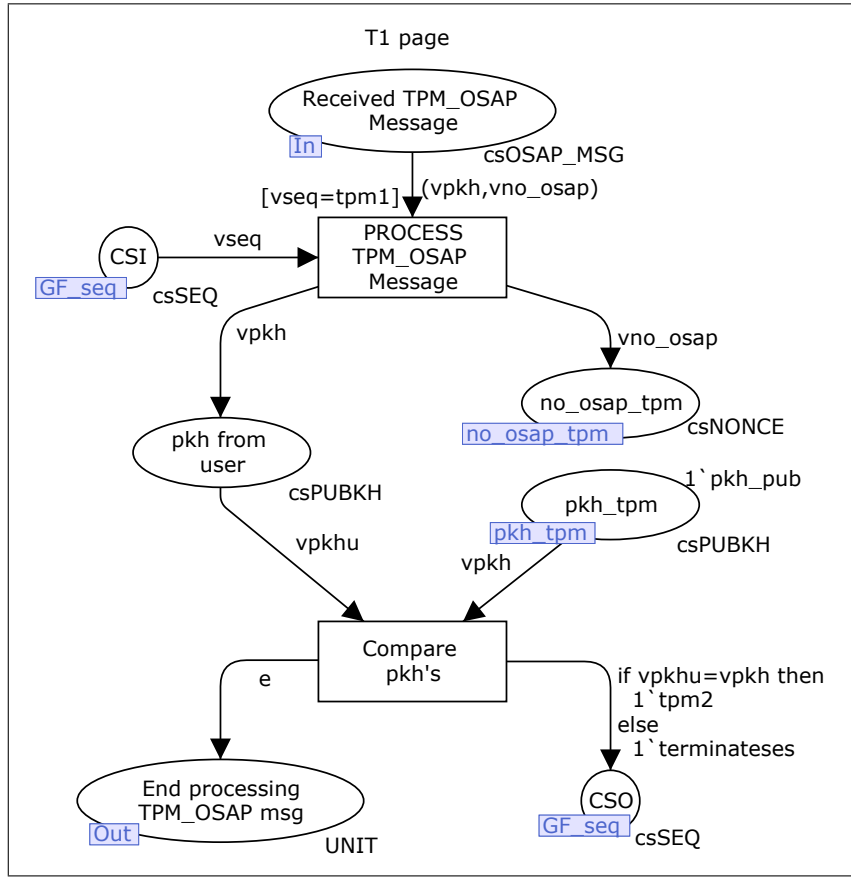 T1 page
Received TPM_OSAP
Message
In
csOSAP_MSG
[vseq=tpm1]
(vpkh,vno_osap)
PROCESS
TPM_OSAP
Message
CSI
vseq
GF_seq
csSEQ
vpkh
vno_osap
no_osap_tpm
no_osap_tpm
csNONCE
pkh from
user
csPUBKH
1`pkh_pub
pkh_tpm
pkh_tpm
csPUBKH
vpkhu
vpkh
Compare
pkh's
e
if vpkhu=vpkh then
1`tpm2
else
1`terminateses
End processing
TPM_OSAP msg
Out
UNIT
CSO
GF_seq
csSEQ